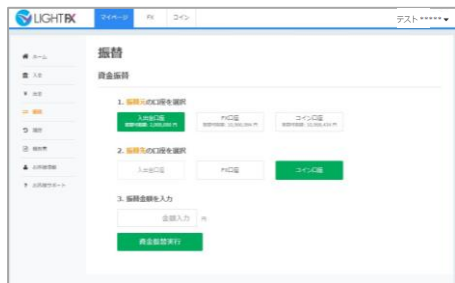 LIGHT FX
マイページ FX コイン
テスト*****
振替
ホーム
資金振替
入金
出金
1. 振替元の口座を選択
振替
入出金口座 FX口座 コイン口座
履歴
報告書
2. 振替先の口座を選択
お客様情報
入出金口座 FX口座 コイン口座
お客様サポート
3. 振替金額を入力
金額入力 円
資金振替実行